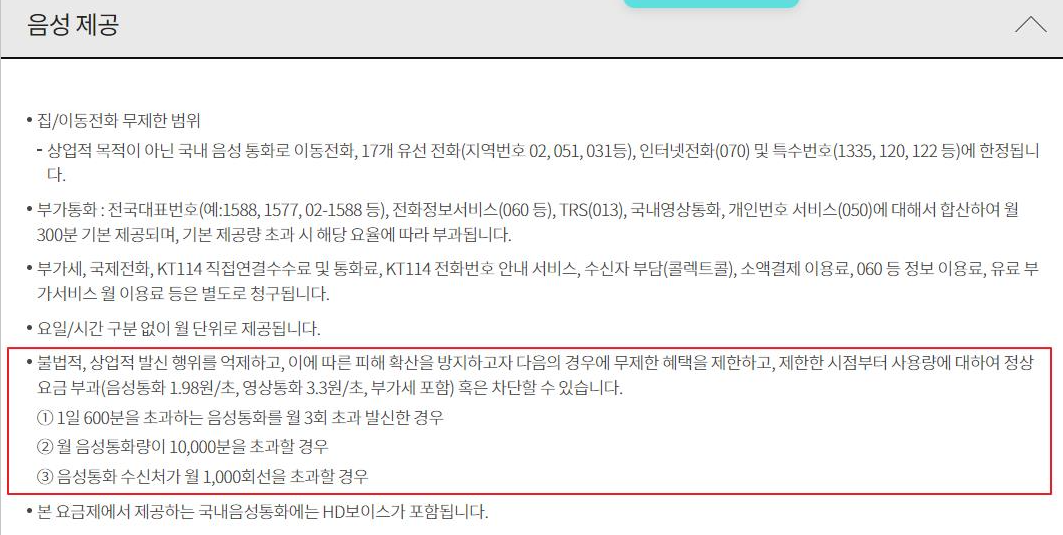 음성 제공
• 집/이동전화 무제한 범위
- 상업적 목적이 아닌 국내 음성 통화로 이동전화, 17개 유선 전화(지역번호 02, 051, 031등), 인터넷전화(070) 및 특수번호(1335, 120, 122 등)에 한정됩니
다.
• 부가통화 : 전국대표번호(예:1588, 1577, 02-1588 등), 전화정보서비스(060 등), TRS(013), 국내영상통화, 개인번호 서비스(050)에 대해서 합산하여 월
300분 기본 제공되며, 기본 제공량 초과 시 해당 요율에 따라 부과됩니다.
• 부가세, 국제전화, KT114 직접연결수수료 및 통화료, KT114 전화번호 안내 서비스, 수신자 부담(콜렉트콜), 소액결제 이용료, 060 등 정보 이용료, 유료 부
가서비스 월 이용료 등은 별도로 청구됩니다.
• 요일/시간 구분 없이 월 단위로 제공됩니다.
• 불법적, 상업적 발신 행위를 억제하고, 이에 따른 피해 확산을 방지하고자 다음의 경우에 무제한 혜택을 제한하고, 제한한 시점부터 사용량에 대하여 정상
요금 부과(음성통화 1.98원/초, 영상통화 3.3원/초, 부가세 포함) 혹은 차단할 수 있습니다.
① 1일 600분을 초과하는 음성통화를 월 3회 초과 발신한 경우
② 월 음성통화량이 10,000분을 초과할 경우
③ 음성통화 수신처가 월 1,000회선을 초과할 경우
• 본 요금제에서 제공하는 국내음성통화에는 HD보이스가 포함됩니다.